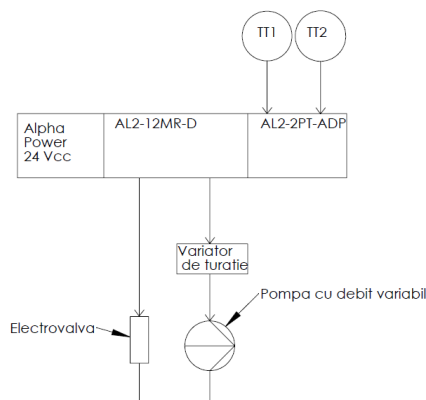 TT1
TT2
Alpha
Power
24 Vcc
AL2-12MR-D
AL2-2PT-ADP
Variator
de turatie
Pompa cu debit variabil
Electrovalva